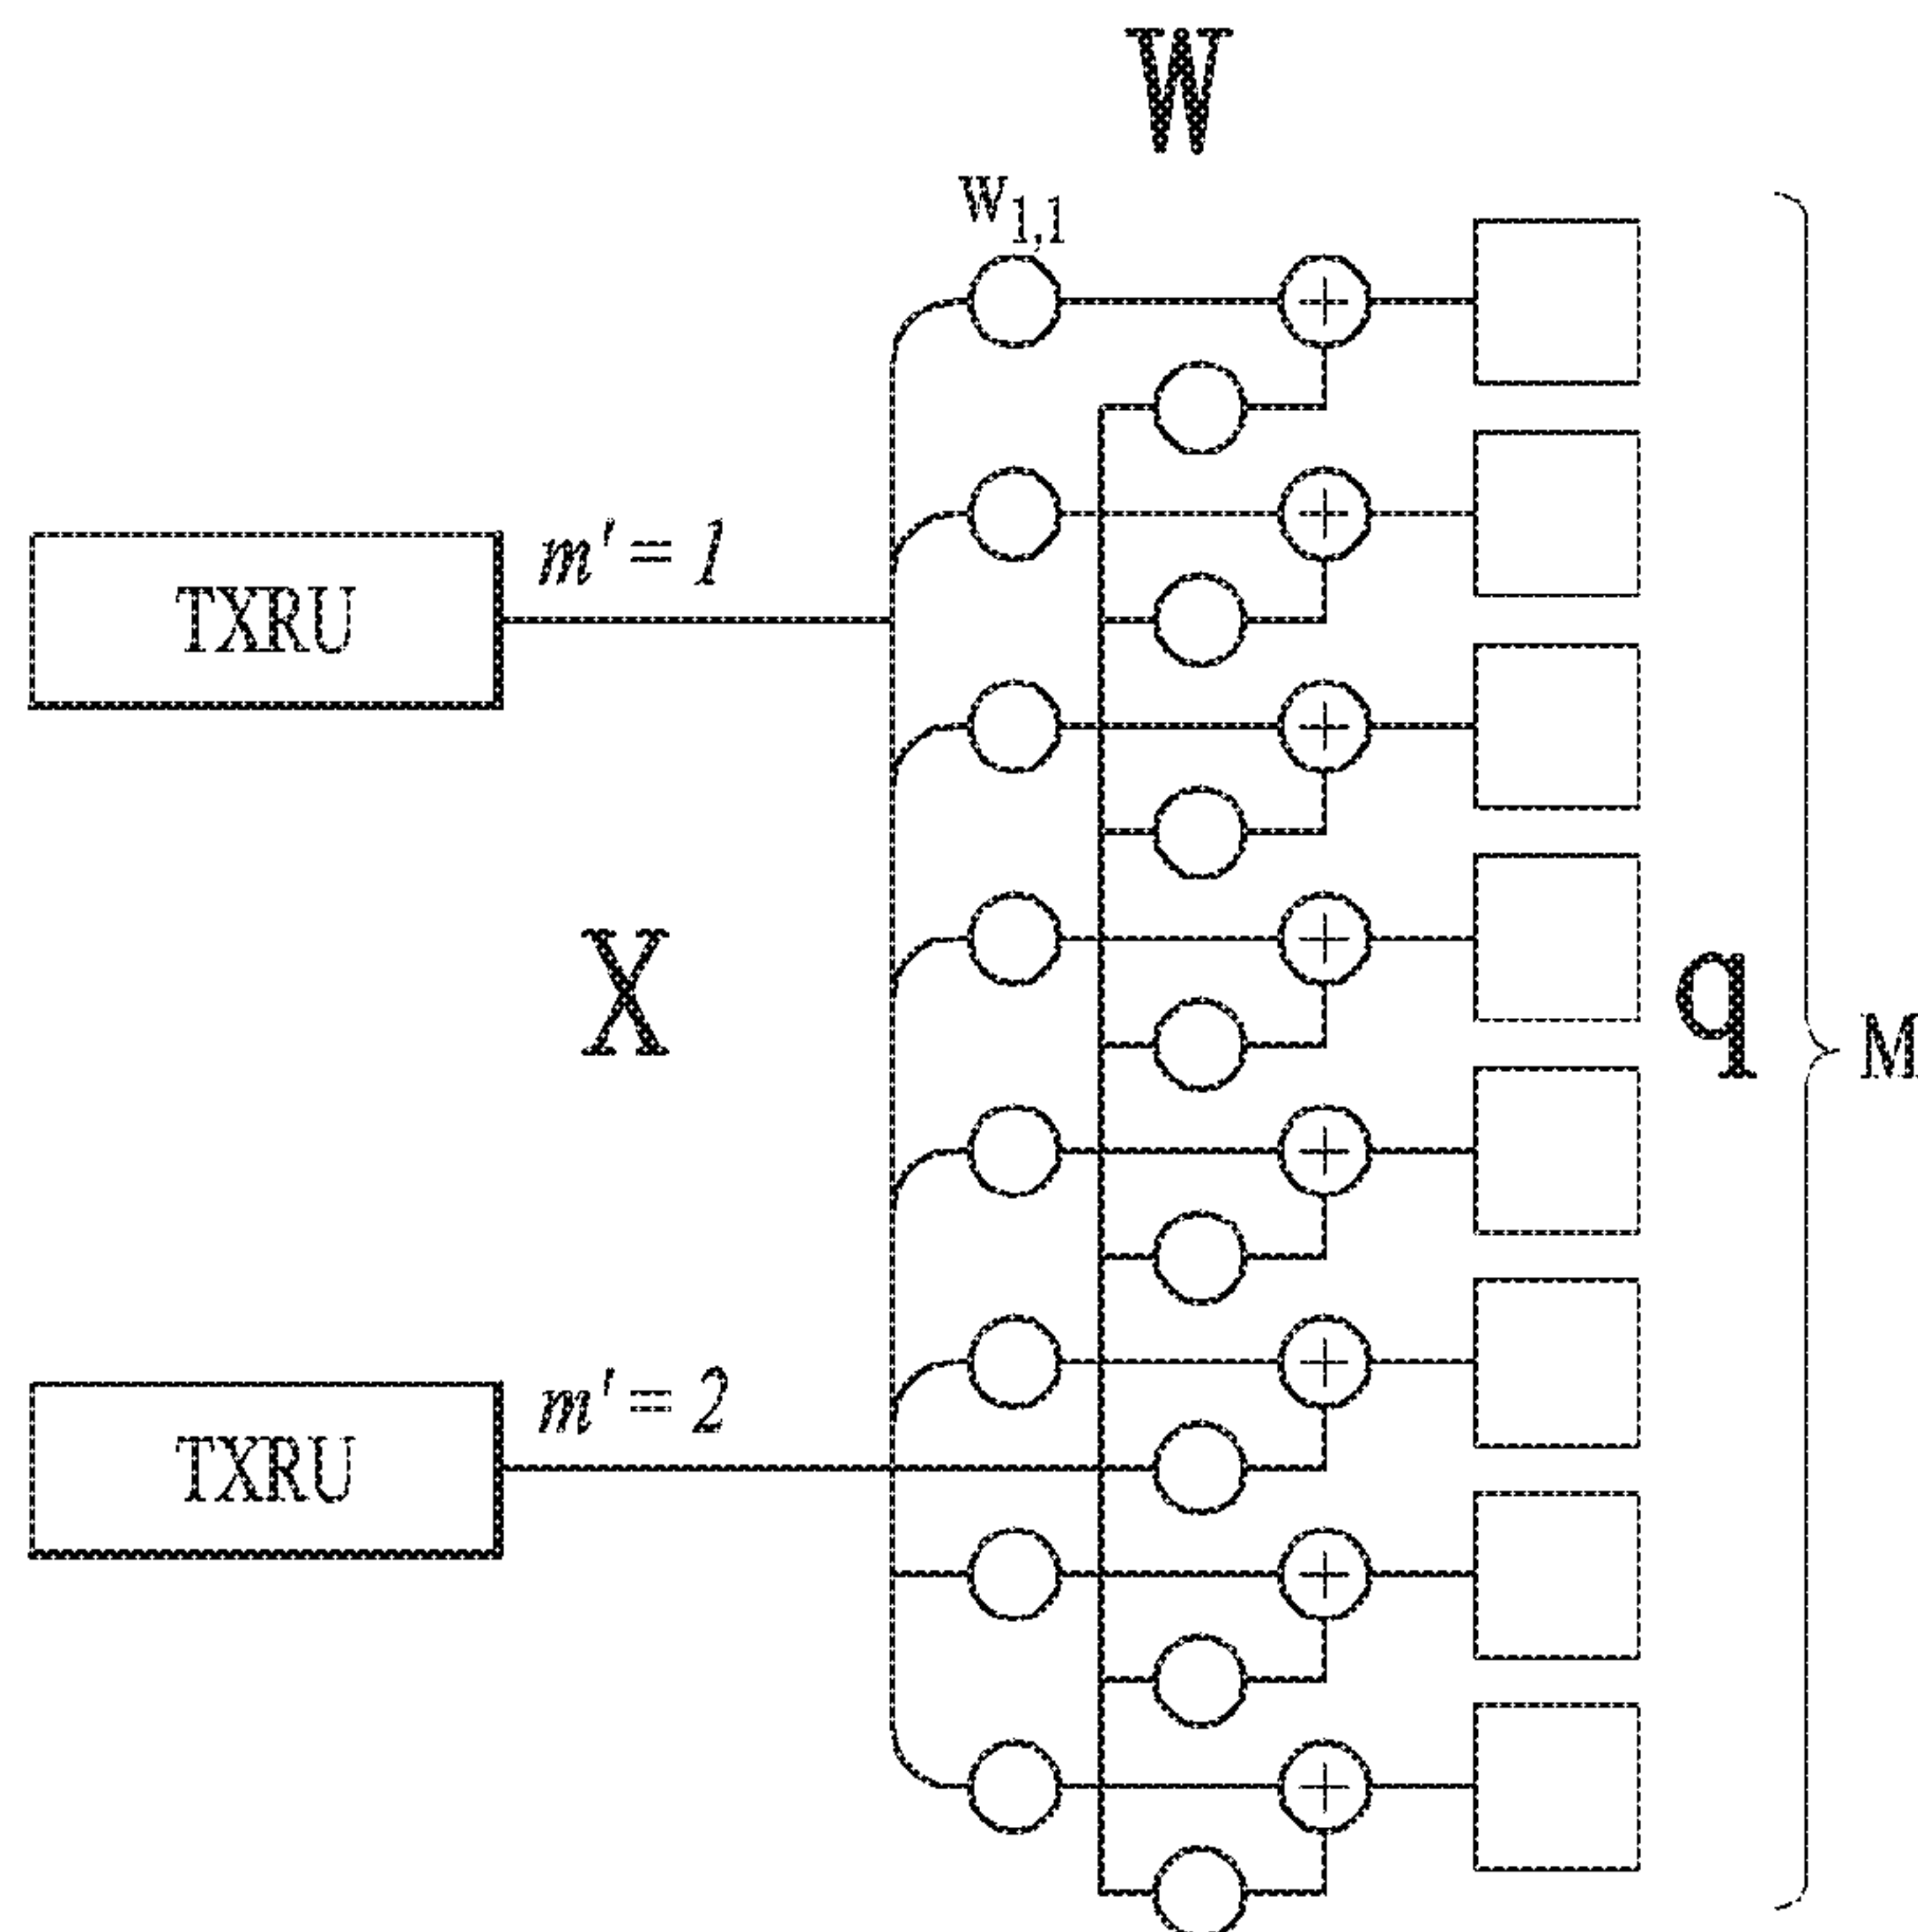 W
w1,1
m' = 1
TXRU
X
q
M
m' = 2
TXRU